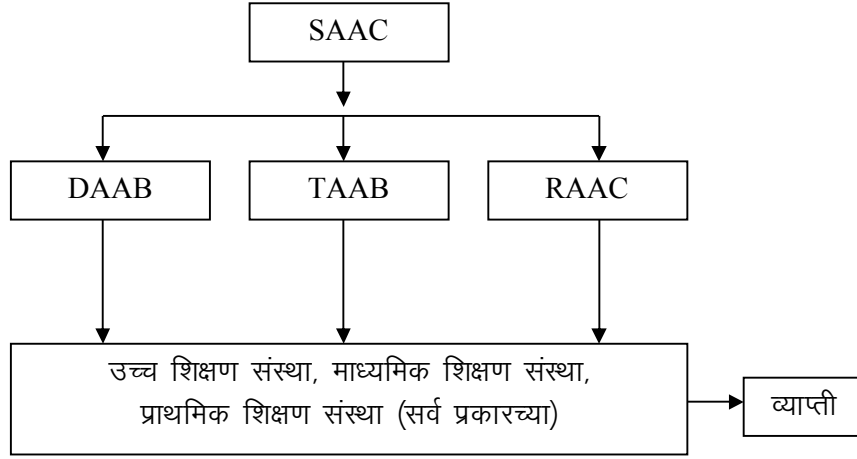 SAAC
DAAB
TAAB
RAAC
उच्च शिक्षण संस्था, माध्यमिक शिक्षण संस्था,
प्राथमिक शिक्षण संस्था (सर्व प्रकारच्या)
व्याप्ती